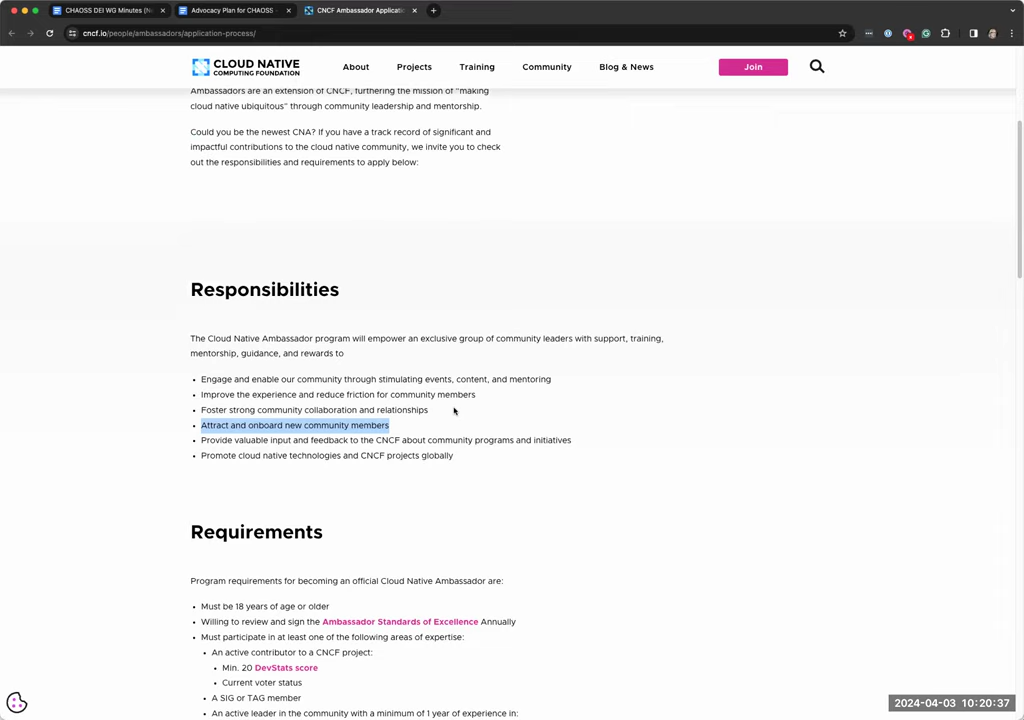 CHAOSS DEI WG Minutes (N
Advocacy Plan for CHAOSS
CNCF Ambassador Applicatio
cncf.io/people/ambassadors/application-process/
CLOUD NATIVE
COMPUTING FOUNDATION
About
Projects
Training
Community
Blog & News
Join
Ambassadors are an extension of CNCF, furthering the mission of "making
cloud native ubiquitous" through community leadership and mentorship.
Could you be the newest CNA? If you have a track record of significant and
impactful contributions to the cloud native community, we invite you to check
out the responsibilities and requirements to apply below:
Responsibilities
The Cloud Native Ambassador program will empower an exclusive group of community leaders with support, training,
mentorship, guidance, and rewards to
• Engage and enable our community through stimulating events, content, and mentoring
• Improve the experience and reduce friction for community members
• Foster strong community collaboration and relationships
• Attract and onboard new community members
• Provide valuable input and feedback to the CNCF about community programs and initiatives
• Promote cloud native technologies and CNCF projects globally
Requirements
Program requirements for becoming an official Cloud Native Ambassador are:
• Must be 18 years of age or older
• Willing to review and sign the Ambassador Standards of Excellence Annually
• Must participate in at least one of the following areas of expertise:
• An active contributor to a CNCF project:
• Min. 20 DevStats score
• Current voter status
• A SIG or TAG member
• An active leader in the community with a minimum of 1 year of experience in:
2024-04-03 10:20:37